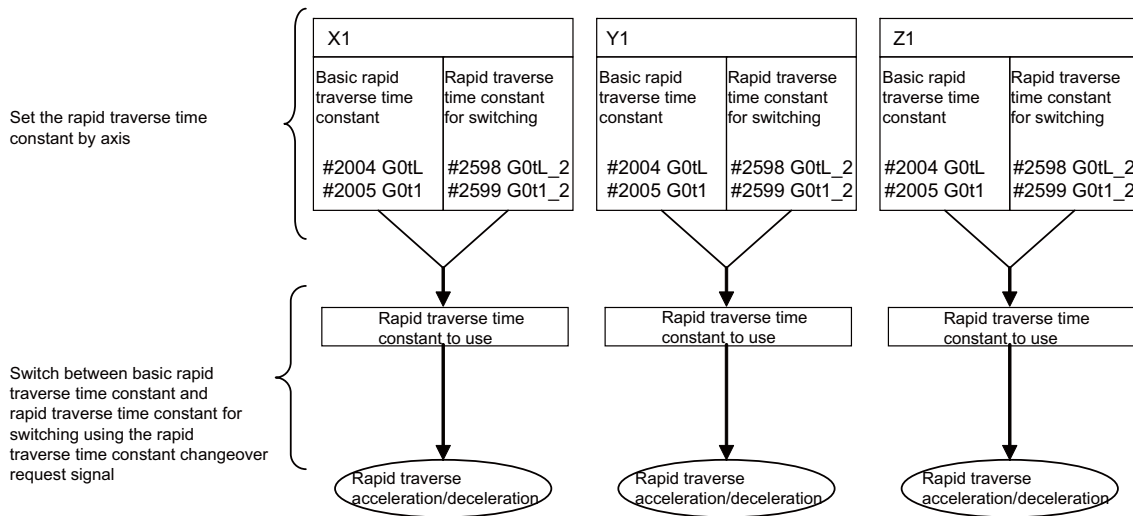 Set the rapid traverse time
constant by axis
X1
Basic rapid
traverse time
constant
#2004 G0tL
#2005 G0t1
Rapid traverse
time constant
for switching
#2598 G0tL_2
#2599 G0t1_2
Y1
Basic rapid
traverse time
constant
#2004 G0tL
#2005 G0t1
Rapid traverse
time constant
for switching
#2598 G0tL_2
#2599 G0t1_2
Z1
Basic rapid
traverse time
constant
#2004 G0tL
#2005 G0t1
Rapid traverse
time constant
for switching
#2598 G0tL_2
#2599 G0t1_2
Switch between basic rapid
traverse time constant and
rapid traverse time constant for
switching using the rapid
traverse time constant changeover
request signal
Rapid traverse time
constant to use
Rapid traverse time
constant to use
Rapid traverse time
constant to use
Rapid traverse
acceleration/deceleration
Rapid traverse
acceleration/deceleration
Rapid traverse
acceleration/deceleration